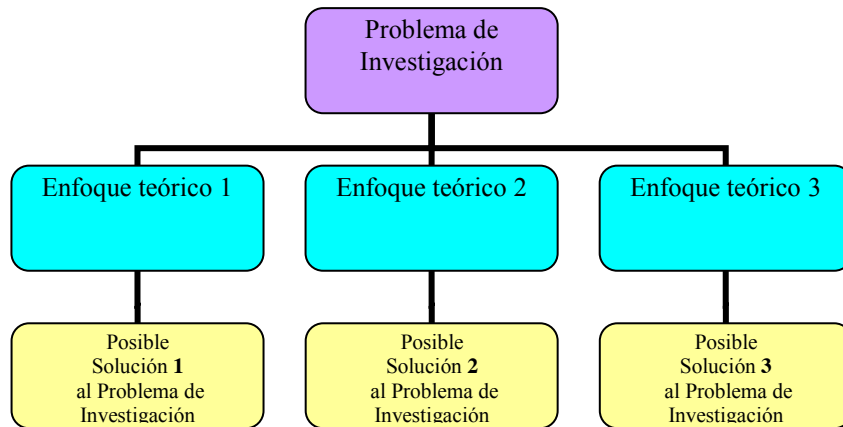 Problema de
Investigación
Enfoque teórico 1
Enfoque teórico 2
Enfoque teórico 3
Posible
Solución 1
al Problema de
Investigación
Posible
Solución 2
al Problema de
Investigación
Posible
Solución 3
al Problema de
Investigación